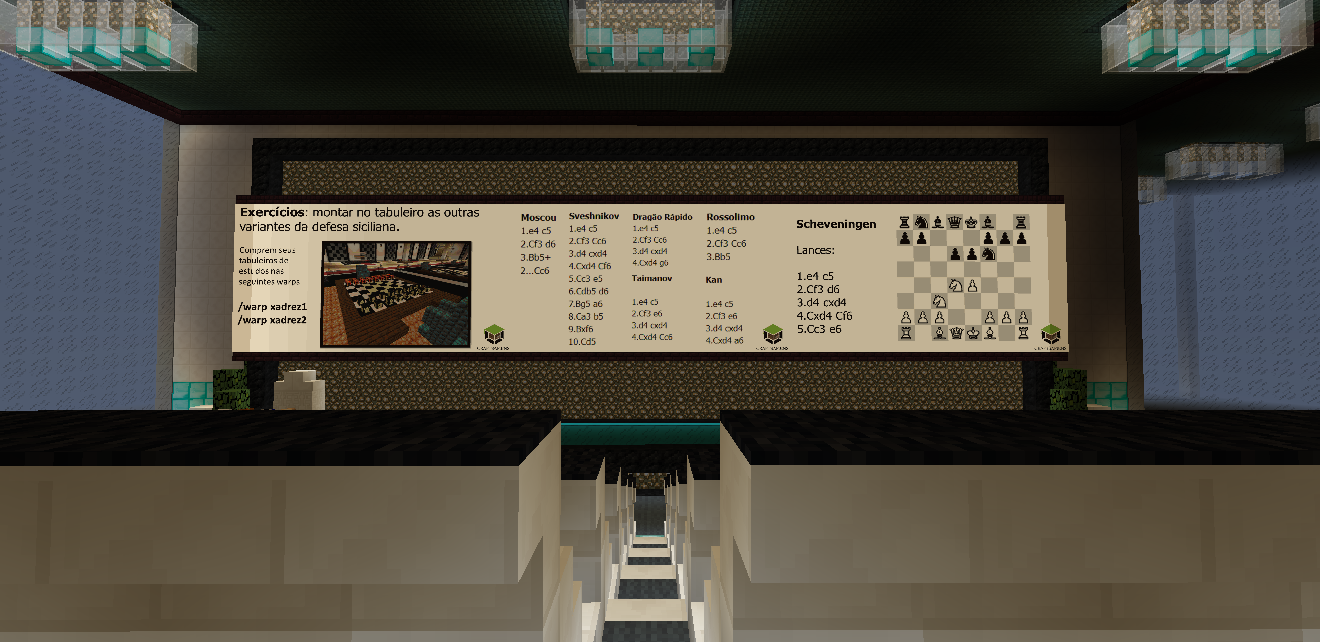 Exercícios: montar no tabuleiro as outras
variantes da defesa siciliana.
Comprem seus
tabuleiros de
estudos nas
seguintes warps
/warp xadrez1
/warp xadrez2
Moscou
1.e4 c5
2.Cf3 d6
3.Bb5+
2...Cc6
Sveshnikov
1.e4 c5
2.Cf3 Cc6
3.d4 cxd4
4.Cxd4 Cf6
5.Cc3 e5
6.Cdb5 d6
7.Bg5 a6
8.Ca3 b5
9.Bxf6
10.Cd5
Dragão Rápido
1.e4 c5
2.Cf3 Cc6
3.d4 cxd4
4.Cxd4 g6
Taimanov
1.e4 c5
2.Cf3 e6
3.d4 cxd4
4.Cxd4 Cc6
Rossolimo
1.e4 c5
2.Cf3 Cc6
3.Bb5
Kan
1.e4 c5
2.Cf3 e6
3.d4 cxd4
4.Cxd4 a6
Scheveningen
Lances:
1.e4 c5
2.Cf3 d6
3.d4 cxd4
4.Cxd4 Cf6
5.Cc3 e6